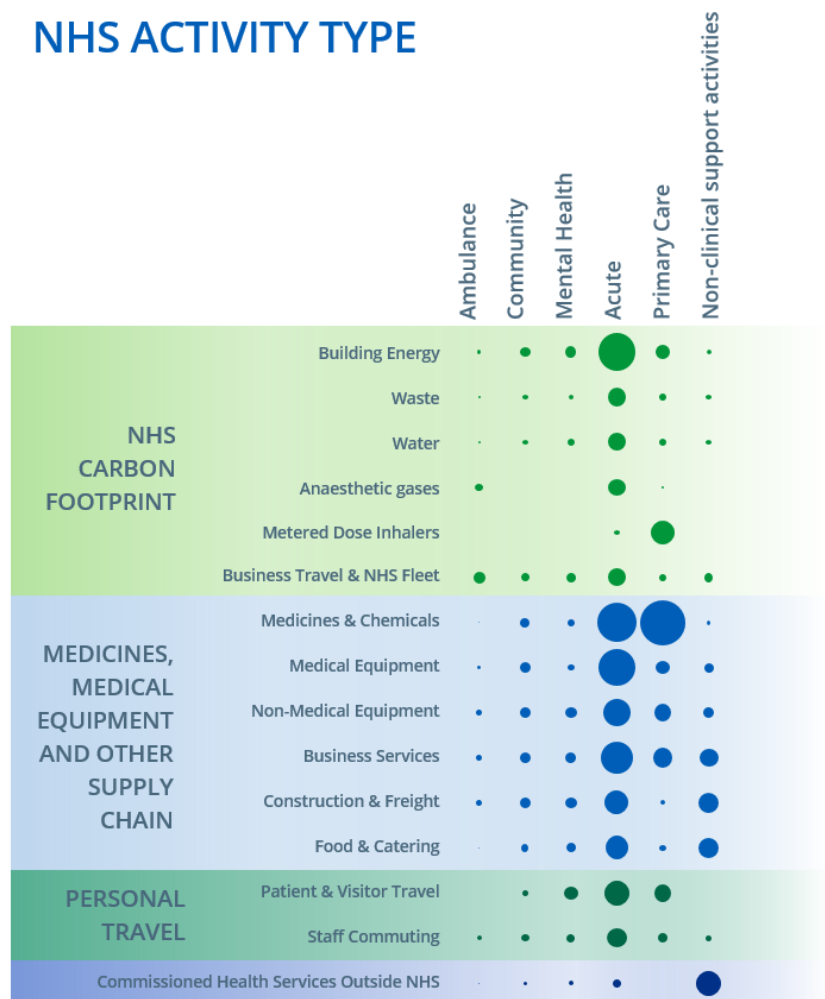 NHS ACTIVITY TYPE
Ambulance
Community
Mental Health
Acute
Primary Care
Non-clinical support activities
NHS
CARBON
FOOTPRINT
Building Energy
Waste
Water
Anaesthetic gases
Metered Dose Inhalers
Business Travel & NHS Fleet
MEDICINES,
MEDICAL
EQUIPMENT
AND OTHER
SUPPLY
CHAIN
Medicines & Chemicals
Medical Equipment
Non-Medical Equipment
Business Services
Construction & Freight
Food & Catering
PERSONAL
TRAVEL
Patient & Visitor Travel
Staff Commuting
Commissioned Health Services Outside NHS